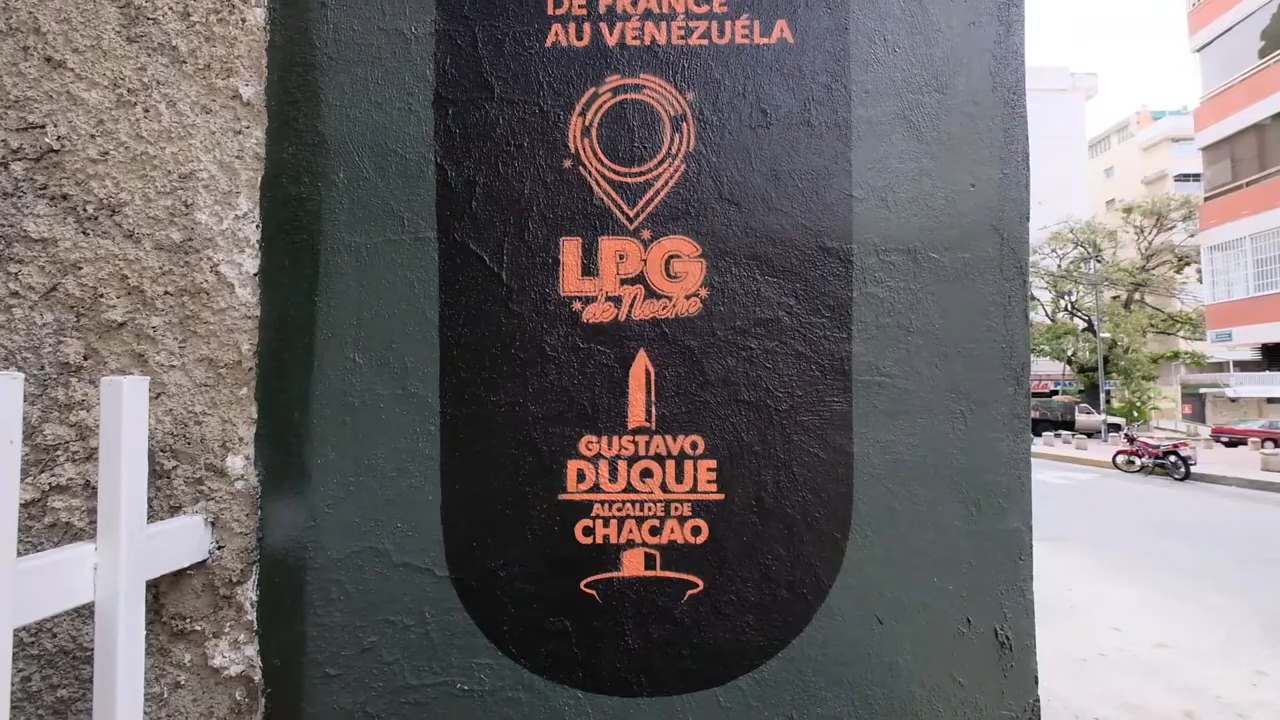 DE FRANCE
AU VÉNÉZUÉLA
LPG
de Noche
GUSTAVO
DUQUE
ALCALDE DE
CHACAO